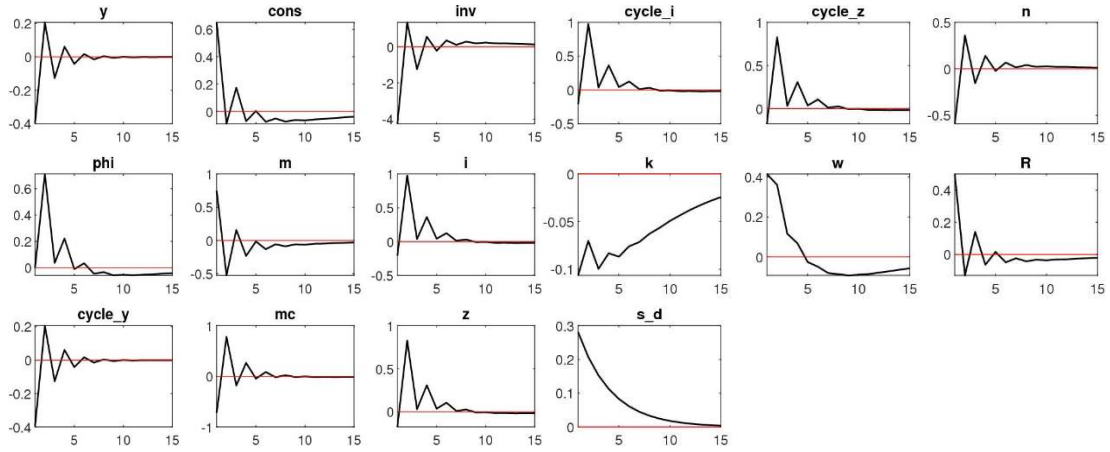 y cons inv cycle_i cycle_z n
0.2 0 -0.2 -0.4 5 10 15
0.6 0.4 0.2 0 5 10 15
0 -2 -4 5 10 15
1 0.5 0 -0.5 5 10 15
0.5 0 5 10 15
0.5 0 -0.5 5 10 15
phi m i k w R
0.6 0.4 0.2 0 5 10 15
1 0.5 0 -0.5 5 10 15
1 0.5 0 -0.5 5 10 15
0 -0.05 -0.1 5 10 15
0.4 0.2 0 5 10 15
0.4 0.2 0 5 10 15
cycle_y mc z s_d
0.2 0 -0.2 -0.4 5 10 15
1 0 -1 5 10 15
0.5 0 5 10 15
0.3 0.2 0.1 0 5 10 15